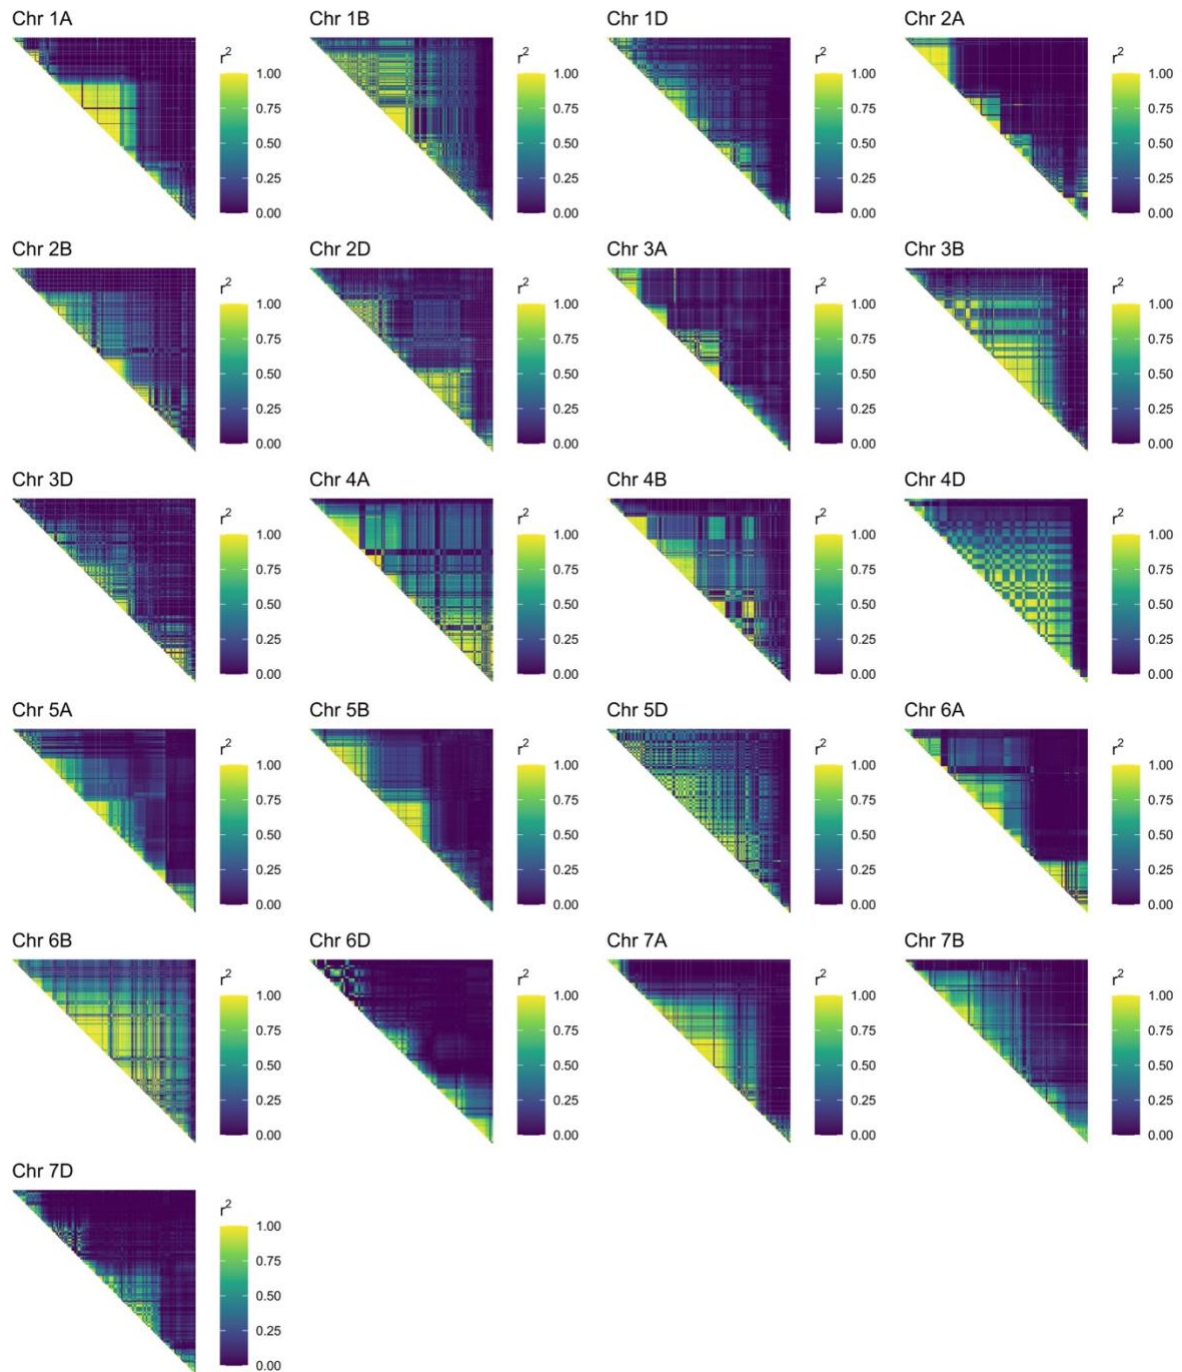 Chr 1A Chr 1B Chr 1D Chr 2A
r² r² r² r²
1.00 1.00 1.00 1.00
0.75 0.75 0.75 0.75
0.50 0.50 0.50 0.50
0.25 0.25 0.25 0.25
0.00 0.00 0.00 0.00
Chr 2B Chr 2D Chr 3A Chr 3B
r² r² r² r²
1.00 1.00 1.00 1.00
0.75 0.75 0.75 0.75
0.50 0.50 0.50 0.50
0.25 0.25 0.25 0.25
0.00 0.00 0.00 0.00
Chr 3D Chr 4A Chr 4B Chr 4D
r² r² r² r²
1.00 1.00 1.00 1.00
0.75 0.75 0.75 0.75
0.50 0.50 0.50 0.50
0.25 0.25 0.25 0.25
0.00 0.00 0.00 0.00
Chr 5A Chr 5B Chr 5D Chr 6A
r² r² r² r²
1.00 1.00 1.00 1.00
0.75 0.75 0.75 0.75
0.50 0.50 0.50 0.50
0.25 0.25 0.25 0.25
0.00 0.00 0.00 0.00
Chr 6B Chr 6D Chr 7A Chr 7B
r² r² r² r²
1.00 1.00 1.00 1.00
0.75 0.75 0.75 0.75
0.50 0.50 0.50 0.50
0.25 0.25 0.25 0.25
0.00 0.00 0.00 0.00
Chr 7D
r²
1.00
0.75
0.50
0.25
0.00